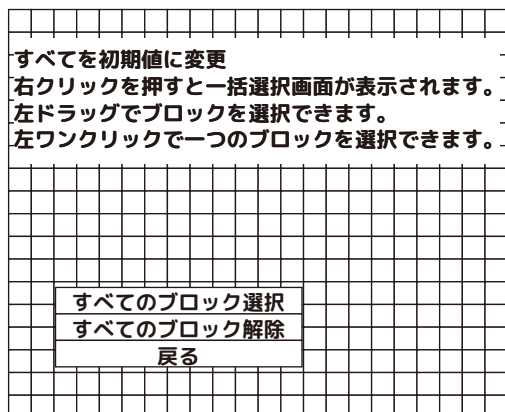 すべてを初期値に変更
右クリックを押すと一括選択画面が表示されます。
左ドラッグでブロックを選択できます。
左ワンクリックで一つのブロックを選択できます。
すべてのブロック選択
すべてのブロック解除
戻る